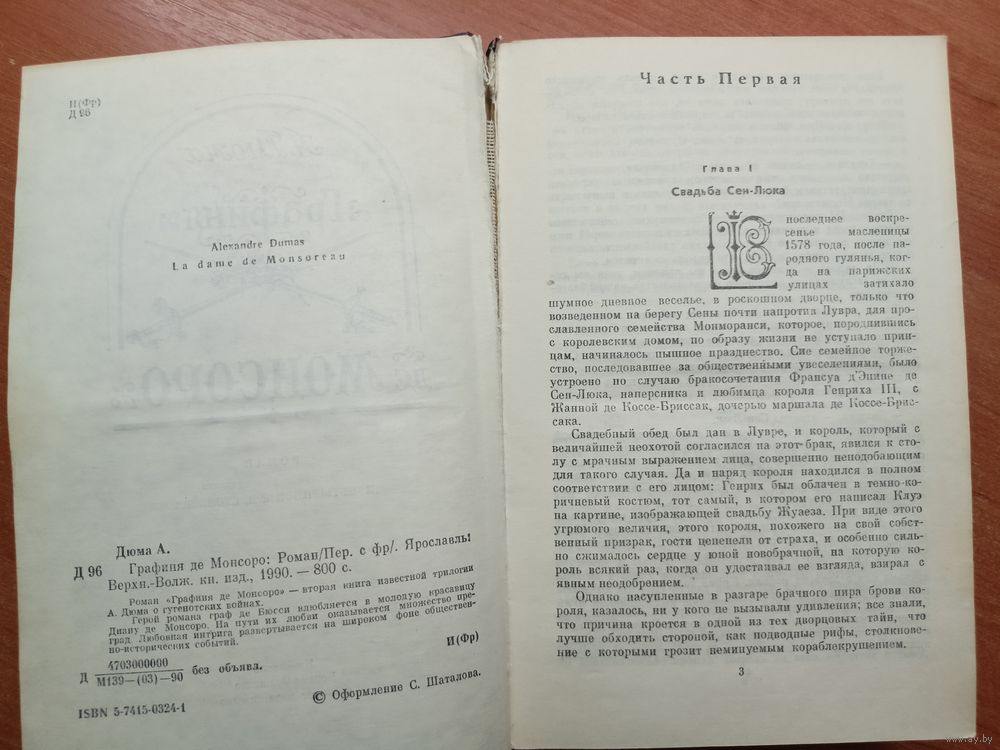 И(Фр)
Д 96
Alexandre Dumas
La dame de Monsoreau
Дюма А.
Д 96 Графиня де Монсоро: Роман/Пер. с фр/. Ярославль:
Верхн.-Волж. кн. изд., 1990. — 800 с.
Роман «Графиня де Монсоро» — вторая книга известной трилогии
А. Дюма о гугенотских войнах.
Герой романа граф де Бюсси влюбляется в молодую красавицу
Диану де Монсоро. На пути их любви оказывается множество пре-
град Любовная интрига развертывается на широком фоне обществен-
но-исторических событий.
И(Фр)
Д 4703000000 без объявл.
М139—(03)—90
© Оформление С. Шаталова.
ISBN 5-7415-0324-1
Часть Первая
Глава I
Свадьба Сен-Люка
В последнее воскре-
сенье масленицы
1578 года, после на-
родного гулянья, ког-
да на парижских
улицах затихало
шумное дневное веселье, в роскошном дворце, только что
возведенном на берегу Сены почти напротив Лувра, для про-
славленного семейства Монморанси, которое, породнившись
с королевским домом, по образу жизни не уступало прин-
цам, начиналось пышное празднество. Сие семейное торже-
ство, последовавшее за общественными увеселениями, было
устроено по случаю бракосочетания Франсуа д'Эпине де
Сен-Люка, наперсника и любимца короля Генриха III, с
Жанной де Коссе-Бриссак, дочерью маршала де Коссе-Брис-
сака.
Свадебный обед был дан в Лувре, и король, который с
величайшей неохотой согласился на этот брак, явился к сто-
лу с мрачным выражением лица, совершенно неподобающим
для такого случая. Да и наряд короля находился в полном
соответствии с его лицом: Генрих был облачен в темно-ко-
ричневый костюм, тот самый, в котором его написал Клуэ
на картине, изображающей свадьбу Жуаеза. При виде этого
угрюмого величия, этого короля, похожего на свой собст-
венный призрак, гости цепенели от страха, и особенно силь-
но сжималось сердце у юной новобрачной, на которую ко-
роль всякий раз, когда он удостаивал ее взгляда, взирал с
явным неодобрением.
Однако насупленные в разгаре брачного пира брови ко-
роля, казалось, ни у кого не вызывали удивления; все знали,
что причина кроется в одной из тех дворцовых тайн, что
лучше обходить стороной, как подводные рифы, столкнове-
ние с которыми грозит неминуемым кораблекрушением.
3
www.ay.by